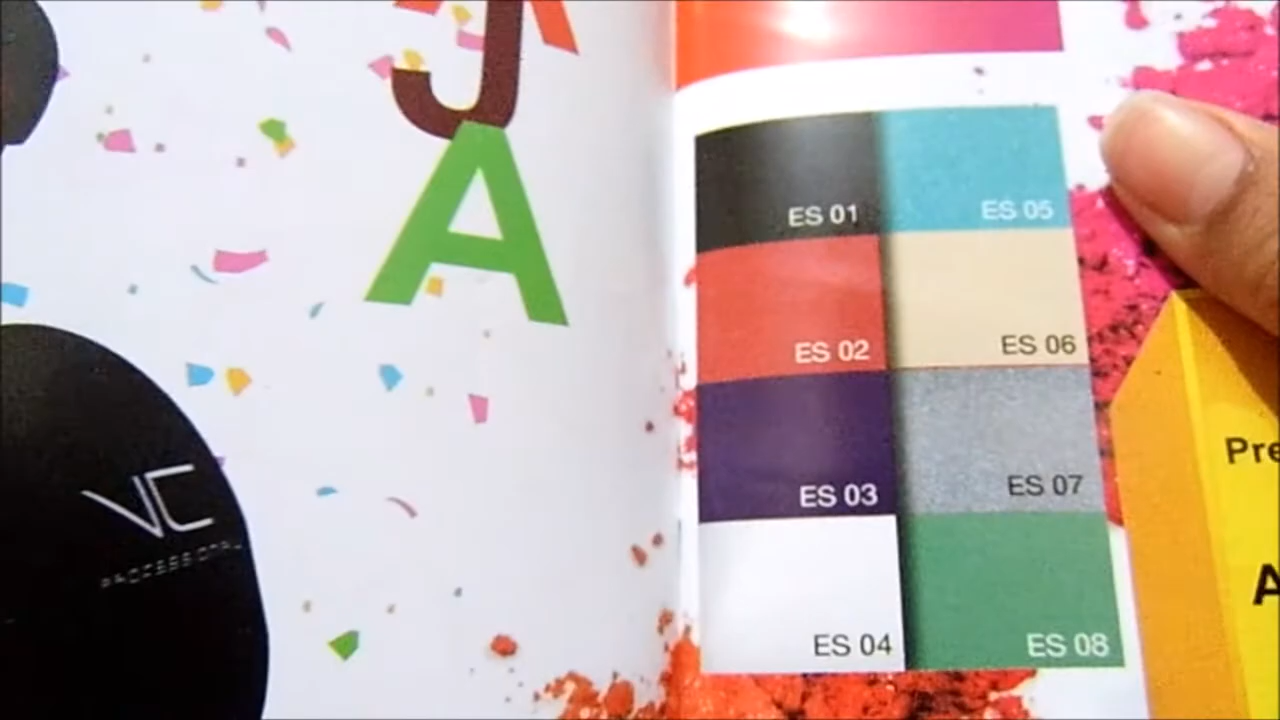 J
A
VC
ES 01
ES 05
ES 02
ES 06
ES 03
ES 07
ES 04
ES 08
Pre
A